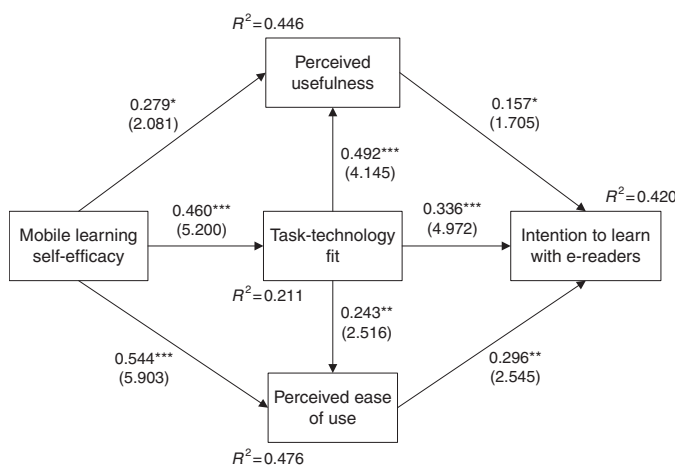 R²=0.446
Perceived
usefulness
0.279*
(2.081)
0.157*
(1.705)
0.492***
(4.145)
R²=0.420
0.460***
(5.200)
0.336***
(4.972)
Mobile learning
self-efficacy
Task-technology
fit
Intention to learn
with e-readers
R²=0.211
0.243**
(2.516)
0.544***
(5.903)
0.296**
(2.545)
Perceived ease
of use
R²=0.476